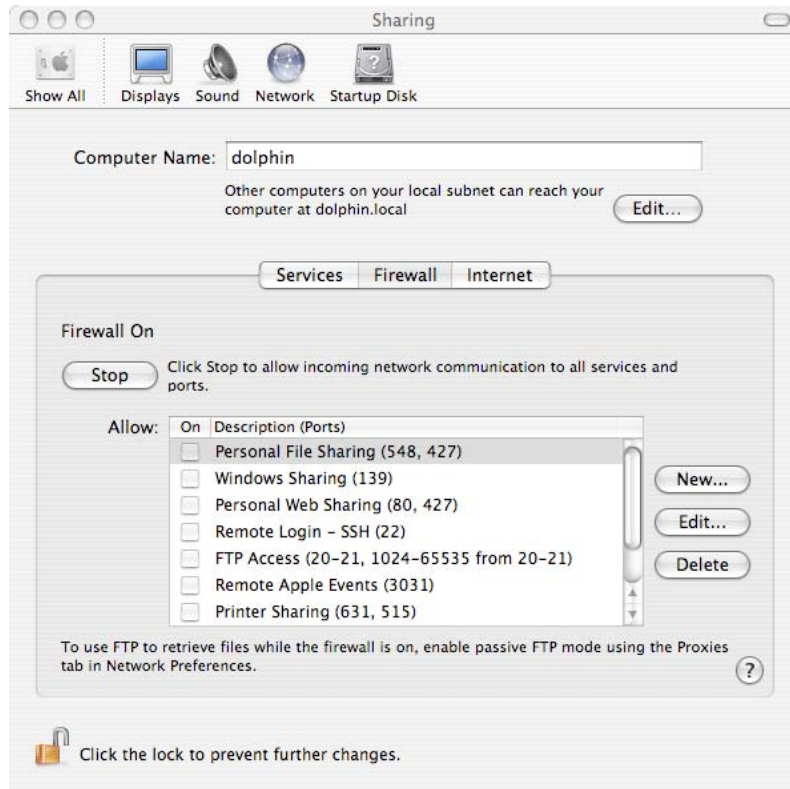 Sharing
Show All Displays Sound Network Startup Disk
Computer Name: dolphin
Other computers on your local subnet can reach your
computer at dolphin.local
Edit...
Services Firewall Internet
Firewall On
Stop
Click Stop to allow incoming network communication to all services and
ports.
Allow: On Description (Ports)
Personal File Sharing (548, 427)
Windows Sharing (139)
New...
Personal Web Sharing (80, 427)
Remote Login – SSH (22)
Edit...
FTP Access (20–21, 1024–65535 from 20–21)
Delete
Remote Apple Events (3031)
Printer Sharing (631, 515)
To use FTP to retrieve files while the firewall is on, enable passive FTP mode using the Proxies
tab in Network Preferences.
?
Click the lock to prevent further changes.